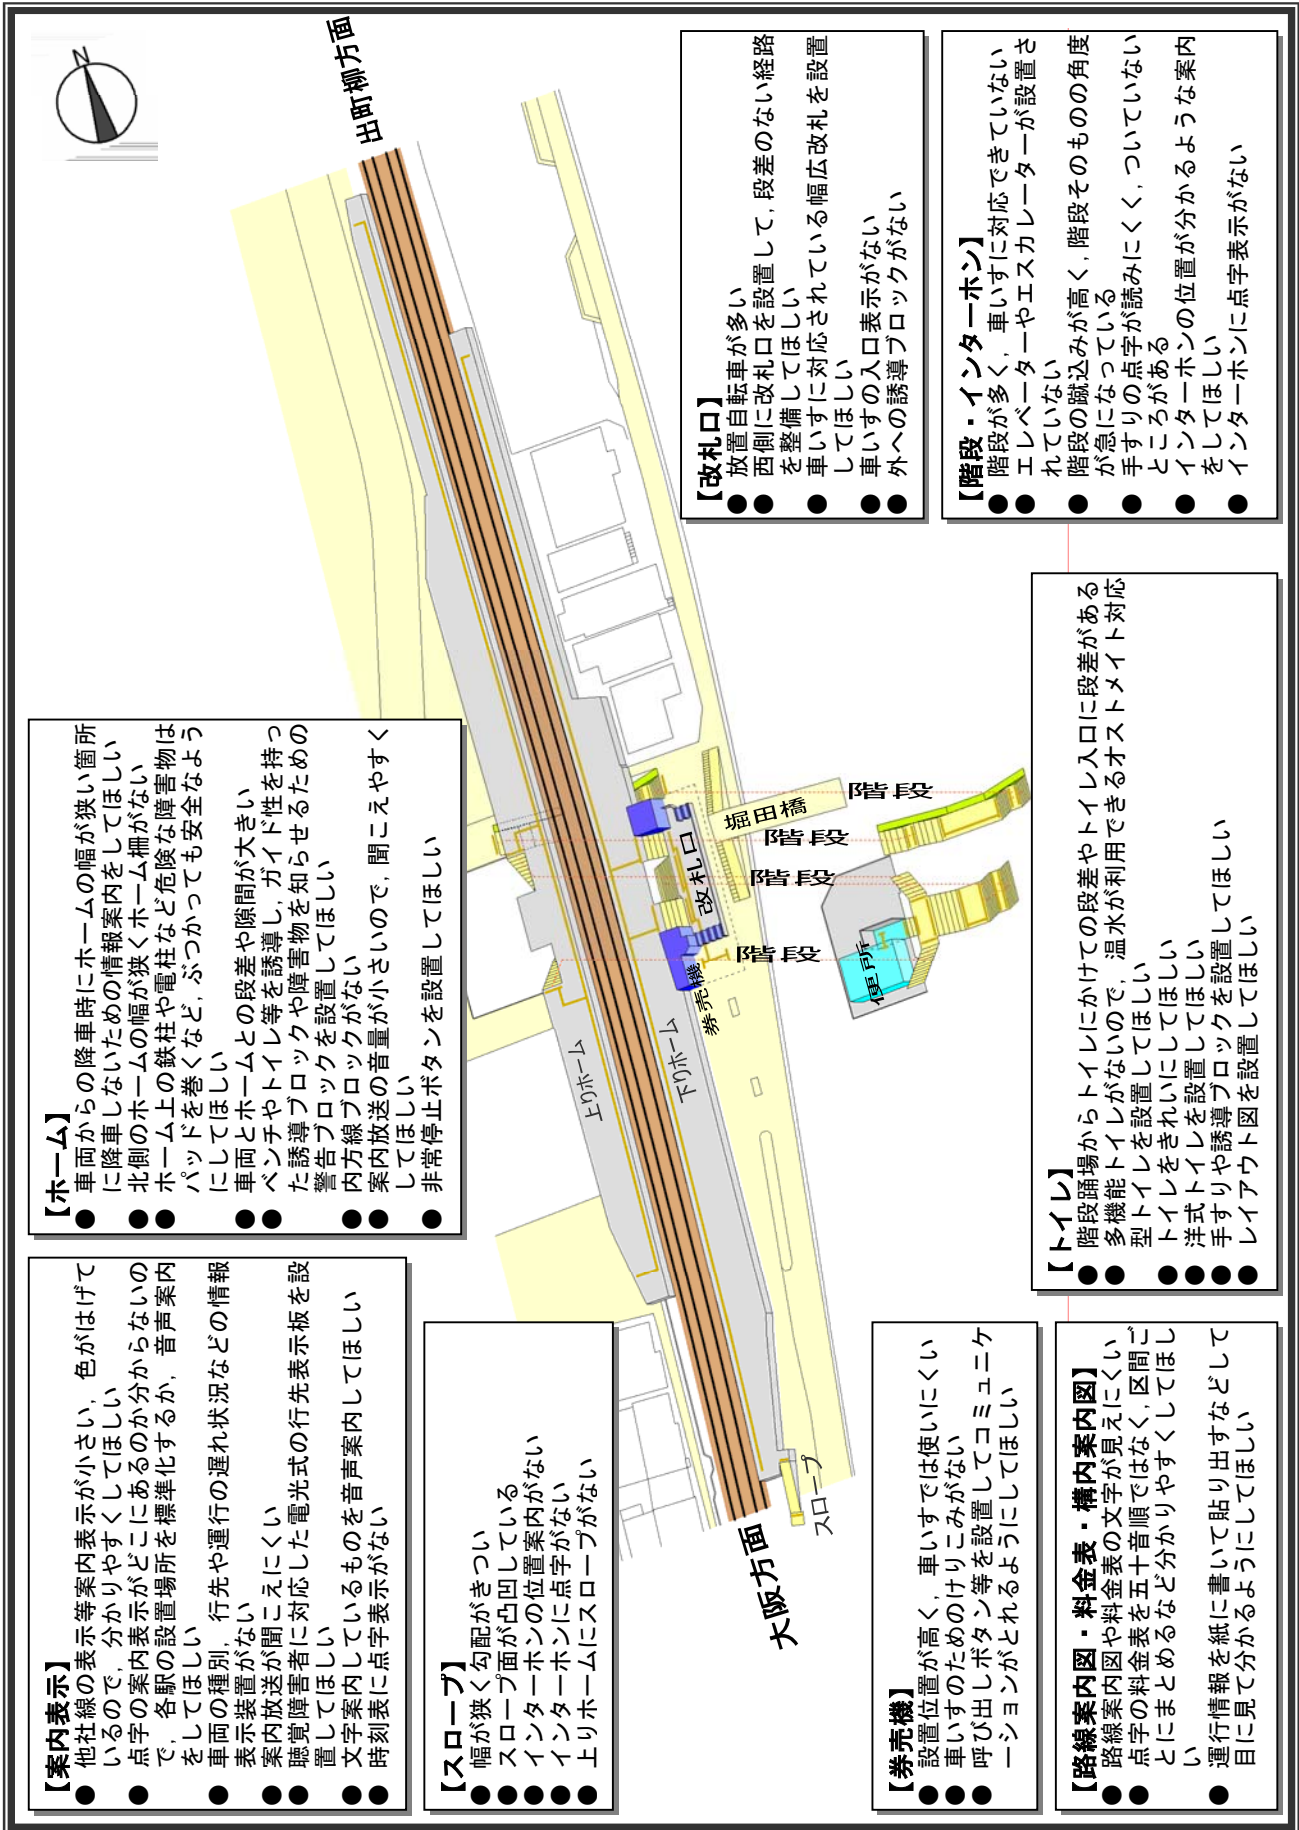 【案内表示】
● 他社線の表示等案内表示が小さい，色がはげて
いるので，分かりやすくしてほしい
● 点字の案内表示がどこにあるのか分からないの
で，各駅の設置場所を標準化するか，音声案内
をしてほしい
● 車両の種別，行先や運行の遅れ状況などの情報
表示装置がない
● 案内放送が聞こえにくい
● 聴覚障害者に対応した電光式の行先表示板を設
置してほしい
● 文字案内しているものを音声案内してほしい
● 時刻表に点字表示がない
【ホーム】
● 車両からの降車時にホームの幅が狭い箇所
に降車しないための情報案内をしてほしい
● 北側のホームの幅が狭くホーム柵がない
● ホーム上の鉄柱や電柱など危険な障害物は
パッドを巻くなど，ぶつかっても安全なよう
にしてほしい
● 車両とホームとの段差や隙間が大きい
● ベンチやトイレ等を誘導し，ガイド性を持っ
た誘導ブロックや障害物を知らせるための
警告ブロックを設置してほしい
● 内方線ブロックがない
● 案内放送の音量が小さいので，聞こえやすく
してほしい
● 非常停止ボタンを設置してほしい
N
出町柳方面
【スロープ】
● 幅が狭く勾配がきつい
● スロープ面が凸凹している
● インターホンの位置案内がない
● インターホンに点字がない
● 上りホームにスロープがない
上りホーム
下りホーム
大阪方面
スロープ
券売機
改札口
堀田橋
階段
階段
階段
階段
便所
【改札口】
● 放置自転車が多い
● 西側に改札口を設置して，段差のない経路
を整備してほしい
● 車いすに対応されている幅広改札を設置
してほしい
● 車いすの入口表示がない
● 外への誘導ブロックがない
【券売機】
● 設置位置が高く，車いすでは使いにくい
● 車いすのためのけりこみがない
● 呼び出しボタン等を設置してコミュニケ
ーションがとれるようにしてほしい
【路線案内図・料金表・構内案内図】
● 路線案内図や料金表の文字が見えにくい
● 点字の料金表を五十音順ではなく，区間ご
とにまとめるなど分かりやすくしてほし
い
● 運行情報を紙に書いて貼り出すなどして
目に見て分かるようにしてほしい
【トイレ】
● 階段踊場からトイレにかけての段差やトイレ入口に段差がある
● 多機能トイレがないので，温水が利用できるオストメイト対応
型トイレを設置してほしい
● トイレをきれいにしてほしい
● 洋式トイレを設置してほしい
● 手すりや誘導ブロックを設置してほしい
● レイアウト図を設置してほしい
【階段・インターホン】
● 階段が多く，車いすに対応できていない
● エレベーターやエスカレーターが設置さ
れていない
● 階段の蹴込みが高く，階段そのものの角度
が急になっている
● 手すりの点字が読みにくく，ついていない
ところがある
● インターホンの位置が分かるような案内
をしてほしい
● インターホンに点字表示がない